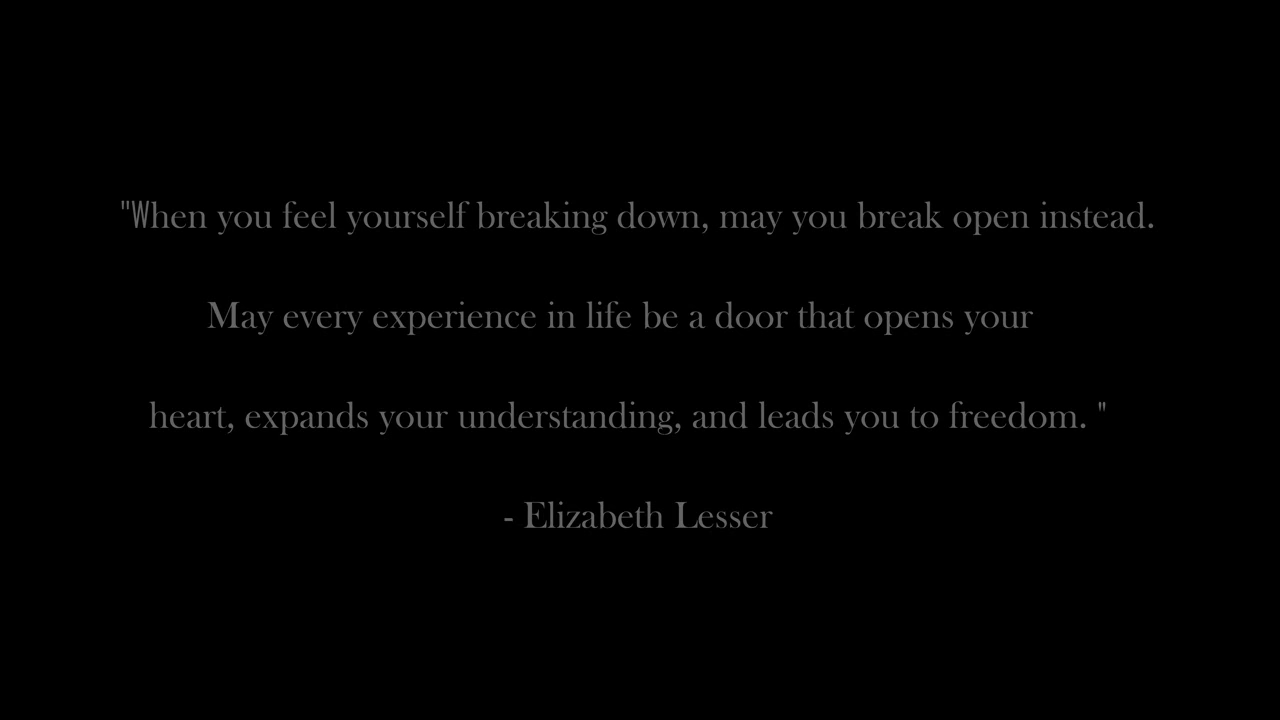 "When you feel yourself breaking down, may you break open instead.
May every experience in life be a door that opens your
heart, expands your understanding, and leads you to freedom. "
- Elizabeth Lesser